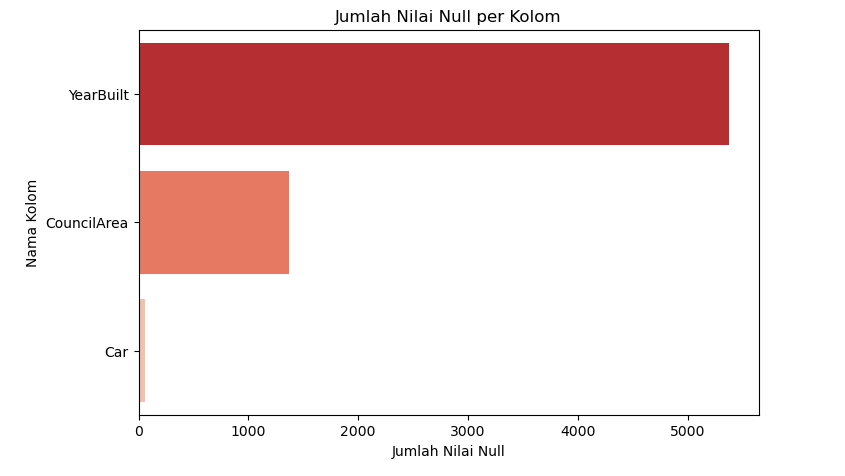 Jumlah Nilai Null per Kolom
Nama Kolom
YearBuilt
CouncilArea
Car
0 1000 2000 3000 4000 5000
Jumlah Nilai Null